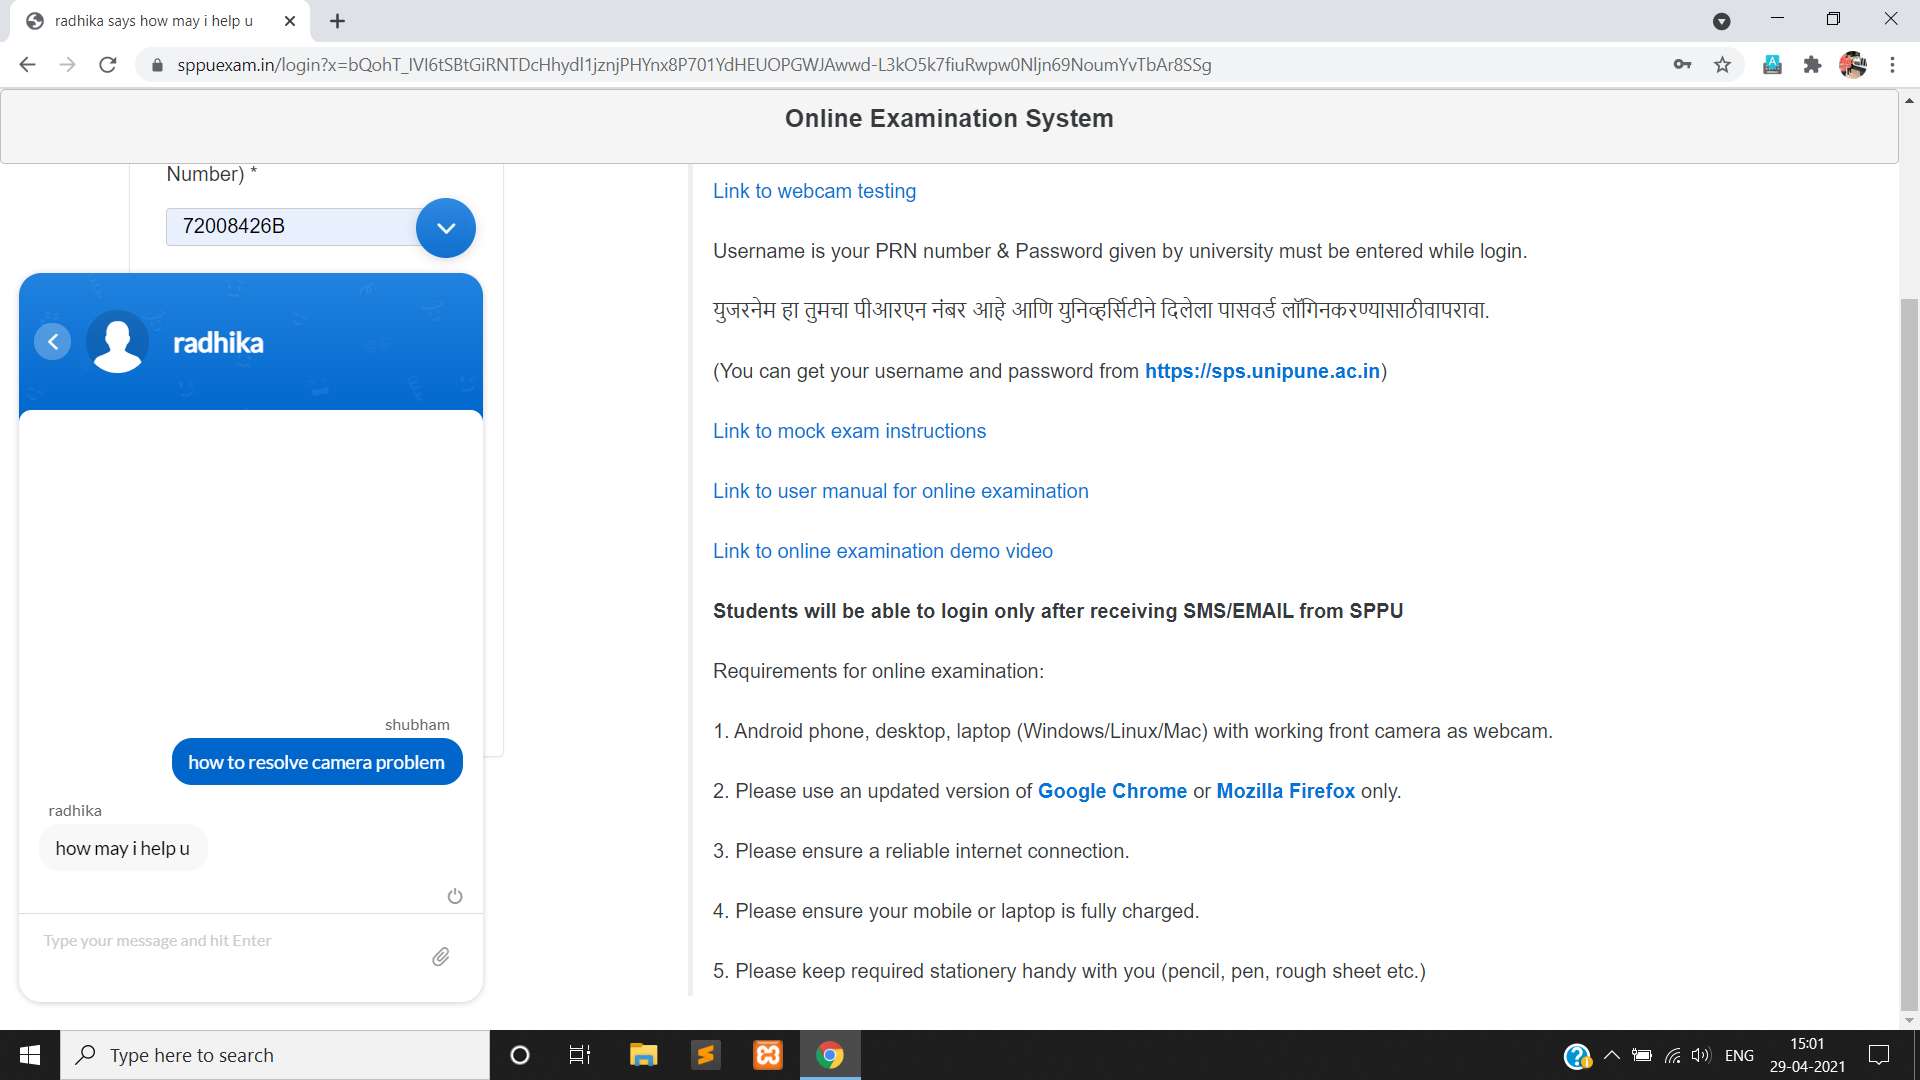 radhika says how may i help u
sppuexam.in/login?x=bQohT_IVI6tSBtGiRNTDcHhydl1jznjPHYnx8P701YdHEUOPGWJAwwd-L3kO5k7fiuRwpw0Nljn69NoumYvTbAr8SSg
Online Examination System
Number) *
72008426B
radhika
shubham
how to resolve camera problem
radhika
how may i help u
Type your message and hit Enter
Link to webcam testing
Username is your PRN number & Password given by university must be entered while login.
युजरनेम हा तुमचा पीआरएन नंबर आहे आणि युनिव्हर्सिटीने दिलेला पासवर्ड लॉगिनकरण्यासाठीवापरावा.
(You can get your username and password from https://sps.unipune.ac.in)
Link to mock exam instructions
Link to user manual for online examination
Link to online examination demo video
Students will be able to login only after receiving SMS/EMAIL from SPPU
Requirements for online examination:
1. Android phone, desktop, laptop (Windows/Linux/Mac) with working front camera as webcam.
2. Please use an updated version of Google Chrome or Mozilla Firefox only.
3. Please ensure a reliable internet connection.
4. Please ensure your mobile or laptop is fully charged.
5. Please keep required stationery handy with you (pencil, pen, rough sheet etc.)
Type here to search
ENG
15:01
29-04-2021